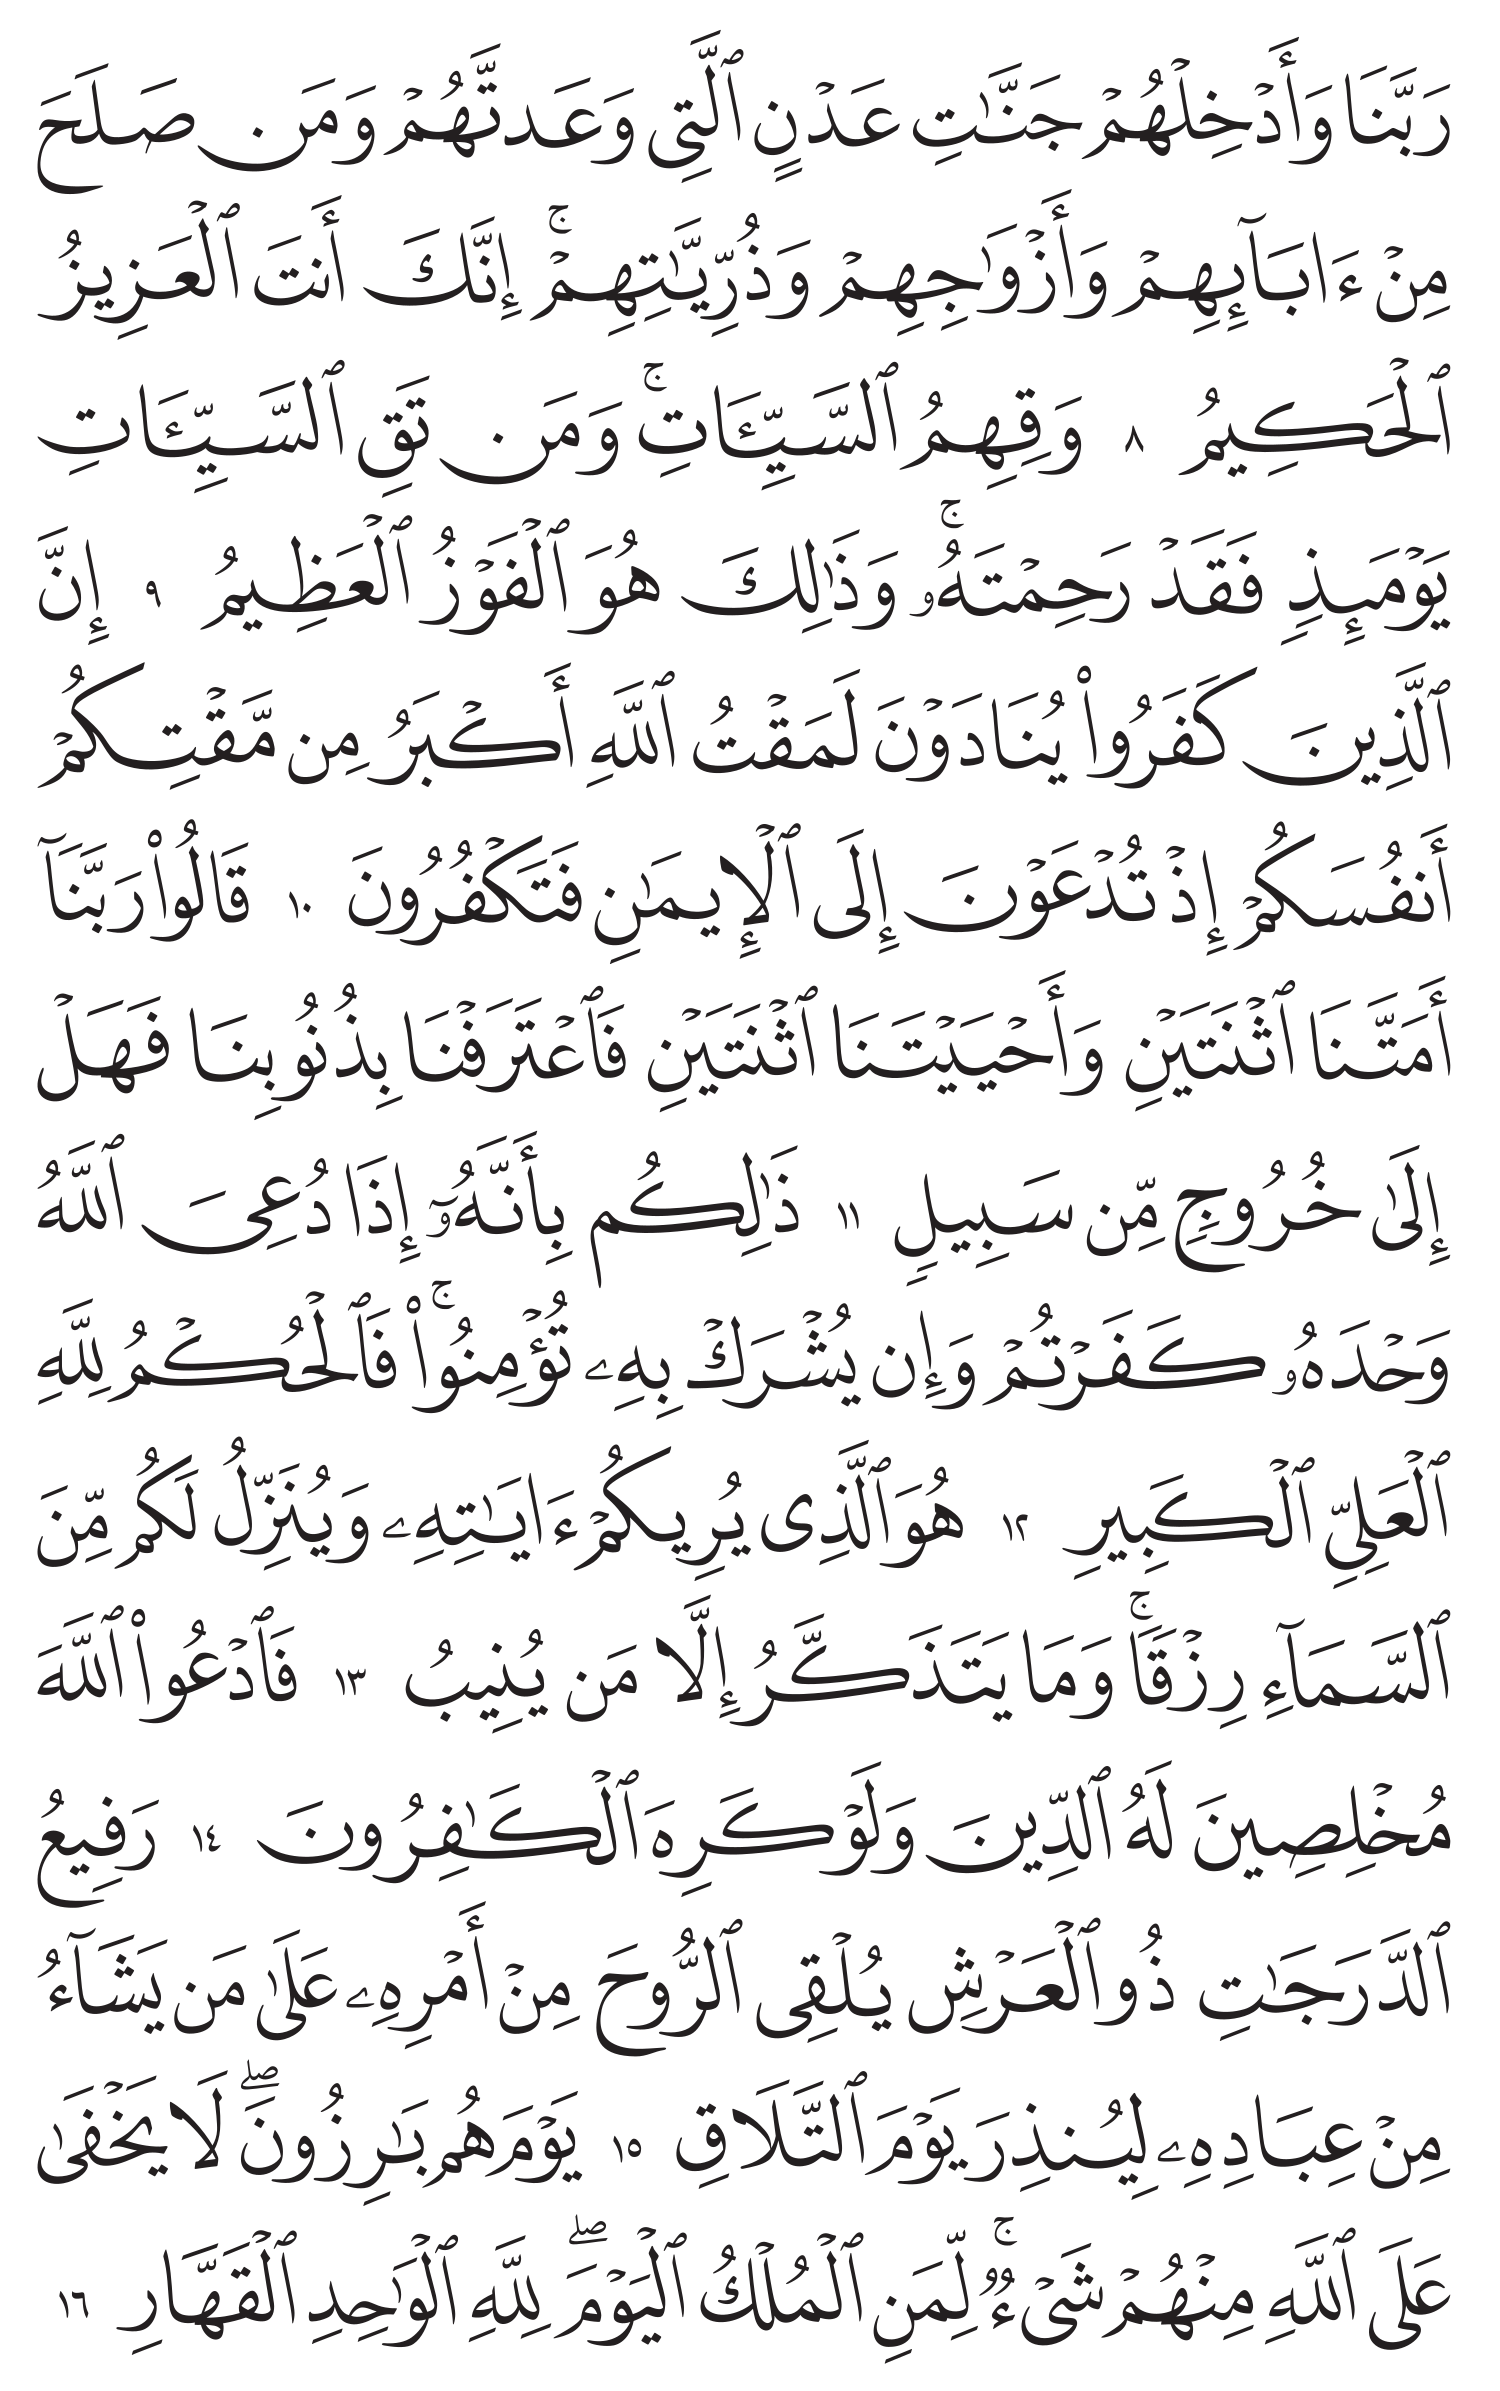 رَبَّنَا وَأَدۡخِلۡهُمۡ جَنَّٰتِ عَدۡنٍ ٱلَّتِى وَعَدتَّهُمۡ وَمَن صَلَحَ
مِنۡ ءَابَآئِهِمۡ وَأَزۡوَٰجِهِمۡ وَذُرِّيَّٰتِهِمۡۚ إِنَّكَ أَنتَ ٱلۡعَزِيزُ
ٱلۡحَكِيمُ ٨ وَقِهِمُ ٱلسَّيِّـَٔاتِۚ وَمَن تَقِ ٱلسَّيِّـَٔاتِ
يَوۡمَئِذٍ فَقَدۡ رَحِمۡتَهُۥۚ وَذَٰلِكَ هُوَ ٱلۡفَوۡزُ ٱلۡعَظِيمُ ٩ إِنَّ
ٱلَّذِينَ كَفَرُواْ يُنَادَوۡنَ لَمَقۡتُ ٱللَّهِ أَكۡبَرُ مِن مَّقۡتِكُمۡ
أَنفُسَكُمۡ إِذۡ تُدۡعَوۡنَ إِلَى ٱلۡإِيمَٰنِ فَتَكۡفُرُونَ ١٠ قَالُواْ رَبَّنَآ
أَمَتَّنَا ٱثۡنَتَيۡنِ وَأَحۡيَيۡتَنَا ٱثۡنَتَيۡنِ فَٱعۡتَرَفۡنَا بِذُنُوبِنَا فَهَلۡ
إِلَىٰ خُرُوجٍ مِّن سَبِيلٍ ١١ ذَٰلِكُم بِأَنَّهُۥٓ إِذَا دُعِىَ ٱللَّهُ
وَحۡدَهُۥ كَفَرۡتُمۡ وَإِن يُشۡرَكۡ بِهِۦ تُؤۡمِنُواْۚ فَٱلۡحُكۡمُ لِلَّهِ
ٱلۡعَلِىِّ ٱلۡكَبِيرِ ١٢ هُوَ ٱلَّذِى يُرِيكُمۡ ءَايَٰتِهِۦ وَيُنَزِّلُ لَكُم مِّنَ
ٱلسَّمَآءِ رِزۡقًاۚ وَمَا يَتَذَكَّرُ إِلَّا مَن يُنِيبُ ١٣ فَٱدۡعُواْ ٱللَّهَ
مُخۡلِصِينَ لَهُ ٱلدِّينَ وَلَوۡ كَرِهَ ٱلۡكَٰفِرُونَ ١٤ رَفِيعُ
ٱلدَّرَجَٰتِ ذُو ٱلۡعَرۡشِ يُلۡقِى ٱلرُّوحَ مِنۡ أَمۡرِهِۦ عَلَىٰ مَن يَشَآءُ
مِنۡ عِبَادِهِۦ لِيُنذِرَ يَوۡمَ ٱلتَّلَاقِ ١٥ يَوۡمَ هُم بَٰرِزُونَۖ لَا يَخۡفَىٰ
عَلَى ٱللَّهِ مِنۡهُمۡ شَىۡءٌۚ لِّمَنِ ٱلۡمُلۡكُ ٱلۡيَوۡمَۖ لِلَّهِ ٱلۡوَٰحِدِ ٱلۡقَهَّارِ ١٦